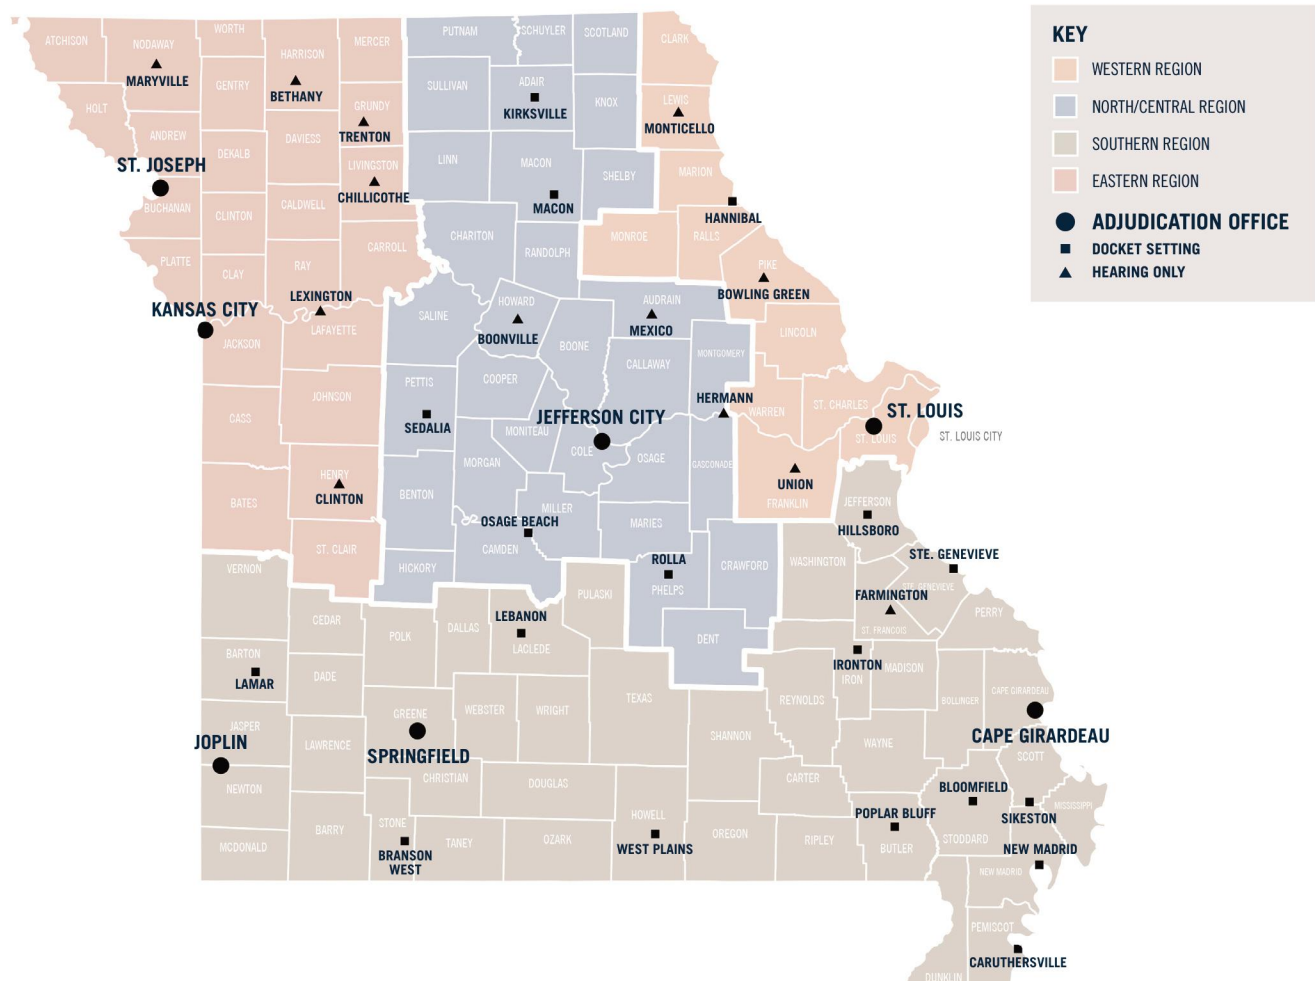 KEY
WESTERN REGION
NORTH/CENTRAL REGION
SOUTHERN REGION
EASTERN REGION
ADJUDICATION OFFICE
DOCKET SETTING
HEARING ONLY
ATCHISON
NODAWAY
MARYVILLE
WORTH
HARRISON
BETHANY
MERCER
GENTRY
HOLT
ANDREW
DEKALB
DAVIESS
GRUNDY
TRENTON
LIVINGSTON
CHILLICOTHE
ST. JOSEPH
BUCHANAN
CLINTON
CALDWELL
CARROLL
PLATTE
CLAY
RAY
LEXINGTON
LAFAYETTE
KANSAS CITY
JACKSON
JOHNSON
CASS
HENRY
CLINTON
BATES
ST. CLAIR
PUTNAM
SCHUYLER
SCOTLAND
SULLIVAN
ADAIR
KIRKSVILLE
KNOX
LINN
MACON
MACON
SHELBY
CHARITON
RANDOLPH
SALINE
HOWARD
BOONVILLE
BOONE
AUDRAIN
MEXICO
CALLAWAY
MONTGOMERY
PETTIS
SEDALIA
COOPER
MONITEAU
JEFFERSON CITY
COLE
OSAGE
HERMANN
GASCONADE
MORGAN
BENTON
MILLER
OSAGE BEACH
CAMDEN
MARIES
HICKORY
ROLLA
PHELPS
CRAWFORD
DENT
CLARK
LEWIS
MONTICELLO
MARION
HANNIBAL
MONROE
RALLS
PIKE
BOWLING GREEN
LINCOLN
WARREN
ST. CHARLES
ST. LOUIS
ST. LOUIS
ST. LOUIS CITY
UNION
FRANKLIN
JEFFERSON
HILLSBORO
WASHINGTON
STE. GENEVIEVE
STE. GENEVIEVE
FARMINGTON
ST. FRANCOIS
PERRY
VERNON
CEDAR
POLK
DALLAS
LEBANON
LACLEDE
PULASKI
BARTON
LAMAR
DADE
GREENE
SPRINGFIELD
WEBSTER
WRIGHT
TEXAS
IRONTON
IRON
MADISON
REYNOLDS
BOLLINGER
CAPE GIRARDEAU
CAPE GIRARDEAU
JASPER
JOPLIN
LAWRENCE
SHANNON
WAYNE
SCOTT
NEWTON
CHRISTIAN
DOUGLAS
CARTER
BLOOMFIELD
SIKESTON
MISSISSIPPI
MCDONALD
BARRY
STONE
BRANSON
WEST
TANEY
OZARK
HOWELL
WEST PLAINS
OREGON
RIPLEY
POPLAR BLUFF
BUTLER
STODDARD
NEW MADRID
NEW MADRID
PEMISCOT
CARUTHERSVILLE
DUNKLIN